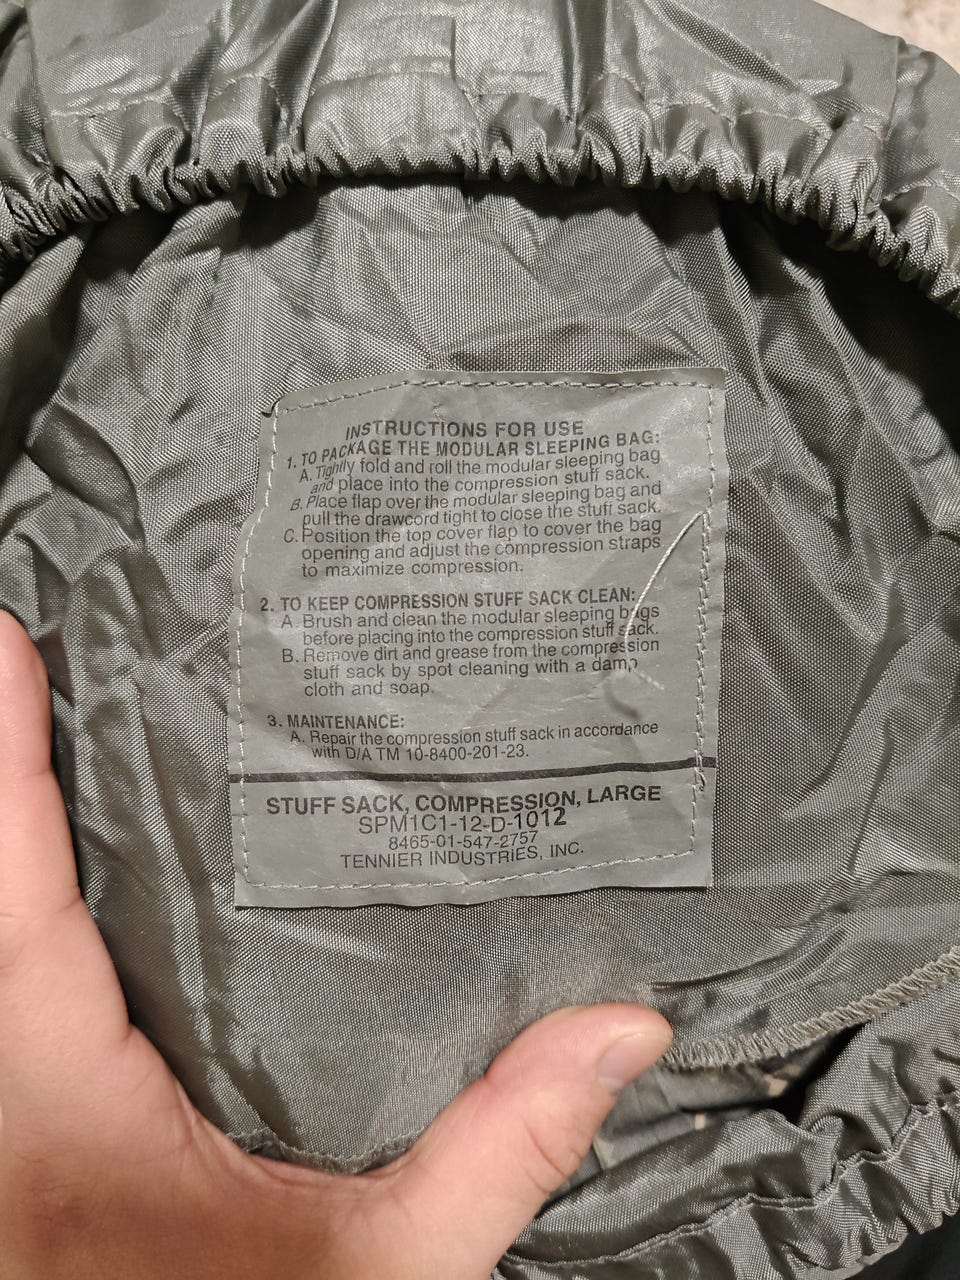 INSTRUCTIONS FOR USE
1. TO PACKAGE THE MODULAR SLEEPING BAG:
A. Tightly fold and roll the modular sleeping bag
and place into the compression stuff sack.
B. Place flap over the modular sleeping bag and
pull the drawcord tight to close the stuff sack.
C. Position the top cover flap to cover the bag
opening and adjust the compression straps
to maximize compression.
2. TO KEEP COMPRESSION STUFF SACK CLEAN:
A. Brush and clean the modular sleeping bags
before placing into the compression stuff sack.
B. Remove dirt and grease from the compression
stuff sack by spot cleaning with a damp
cloth and soap.
3. MAINTENANCE:
A. Repair the compression stuff sack in accordance
with D/A TM 10-8400-201-23.
STUFF SACK, COMPRESSION, LARGE
SPM1C1-12-D-1012
8465-01-547-2757
TENNIER INDUSTRIES, INC.